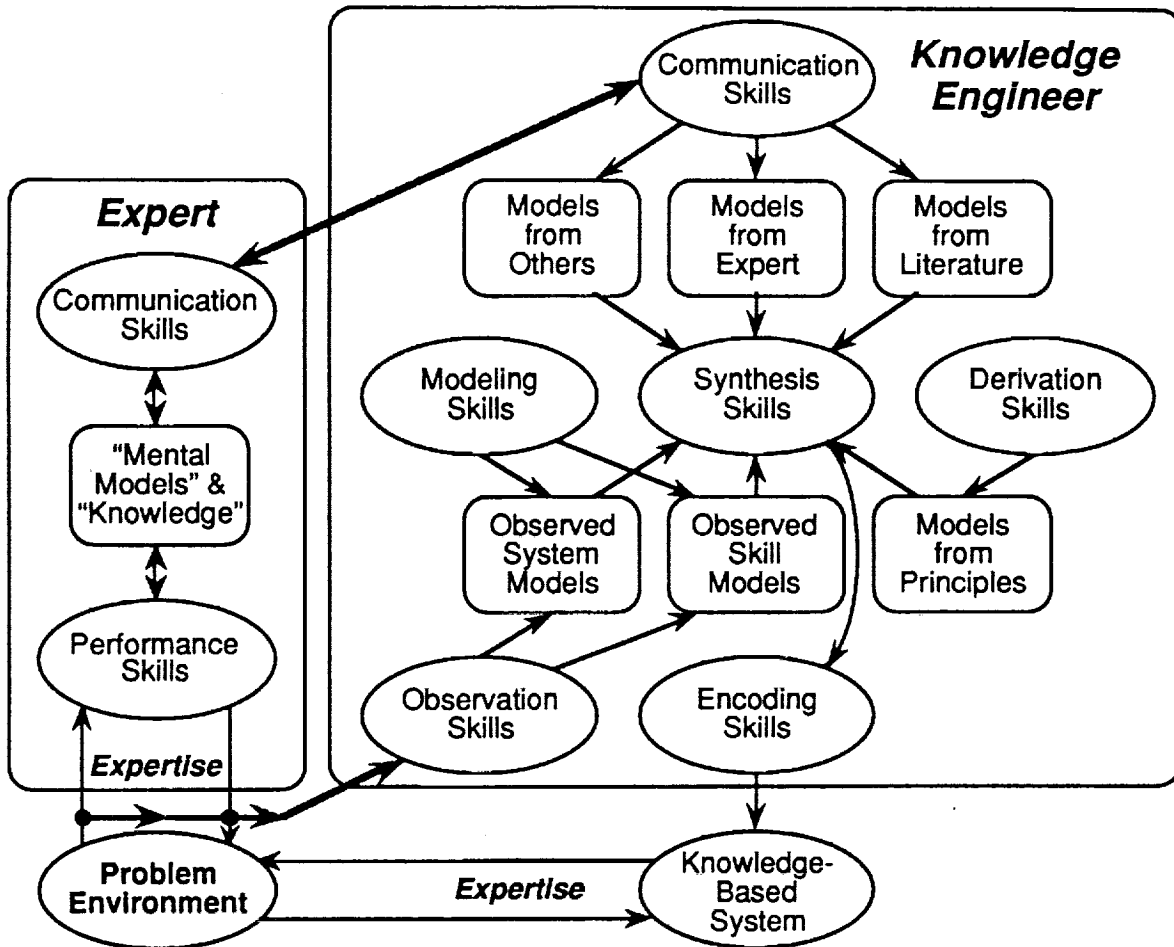 Knowledge
Engineer
Communication
Skills
Models
from
Others
Models
from
Expert
Models
from
Literature
Expert
Communication
Skills
Modeling
Skills
Synthesis
Skills
Derivation
Skills
“Mental
Models” &
“Knowledge”
Observed
System
Models
Observed
Skill
Models
Models
from
Principles
Performance
Skills
Observation
Skills
Encoding
Skills
Expertise
Problem
Environment
Expertise
Knowledge-
Based
System